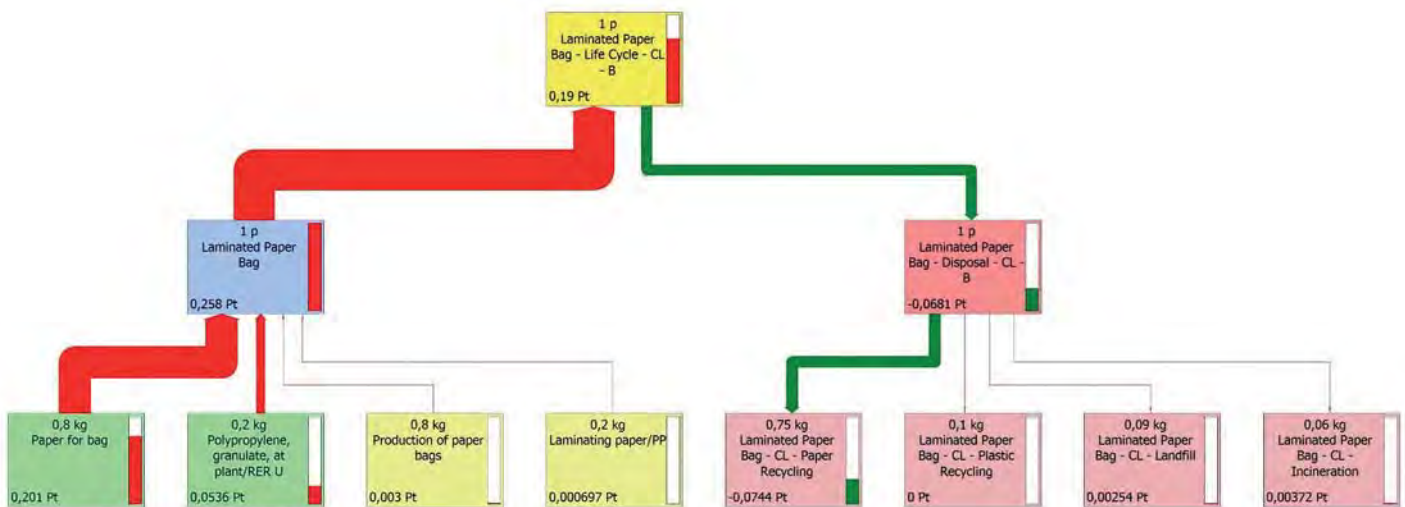 1 p
Laminated Paper
Bag - Life Cycle - CL
- B
0,19 Pt
1 p
Laminated Paper
Bag
0,258 Pt
1 p
Laminated Paper
Bag - Disposal - CL -
B
-0,0681 Pt
0,8 kg
Paper for bag
0,201 Pt
0,2 kg
Polypropylene,
granulate, at
plant/RER U
0,0536 Pt
0,8 kg
Production of paper
bags
0,003 Pt
0,2 kg
Laminating paper/PP
0,000697 Pt
0,75 kg
Laminated Paper
Bag - CL - Paper
Recycling
-0,0744 Pt
0,1 kg
Laminated Paper
Bag - CL - Plastic
Recycling
0 Pt
0,09 kg
Laminated Paper
Bag - CL - Landfill
0,00254 Pt
0,06 kg
Laminated Paper
Bag - CL -
Incineration
0,00372 Pt